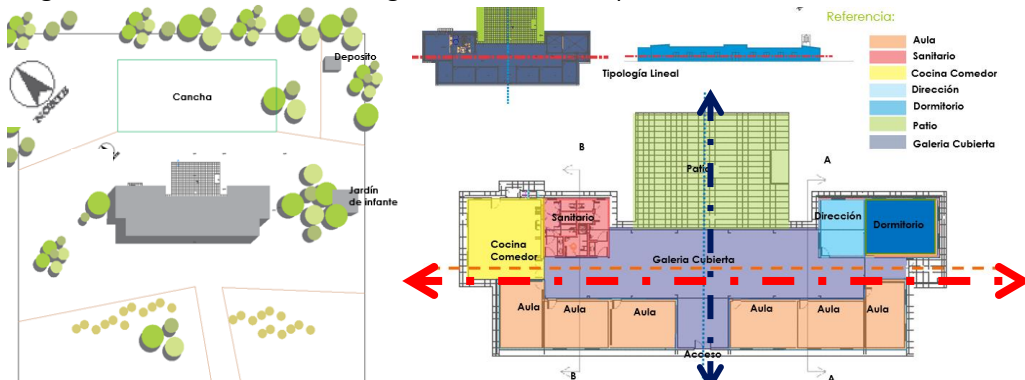 Deposito
Cancha
NORTE
Jardín
de infante
Tipología Lineal
Referencia:
Aula
Sanitario
Cocina Comedor
Dirección
Dormitorio
Patio
Galeria Cubierta
B
A
Patio
Sanitario
Dirección
Dormitorio
Cocina
Comedor
Galeria Cubierta
Aula
Aula
Aula
Aula
Aula
Aula
Acceso
B
A